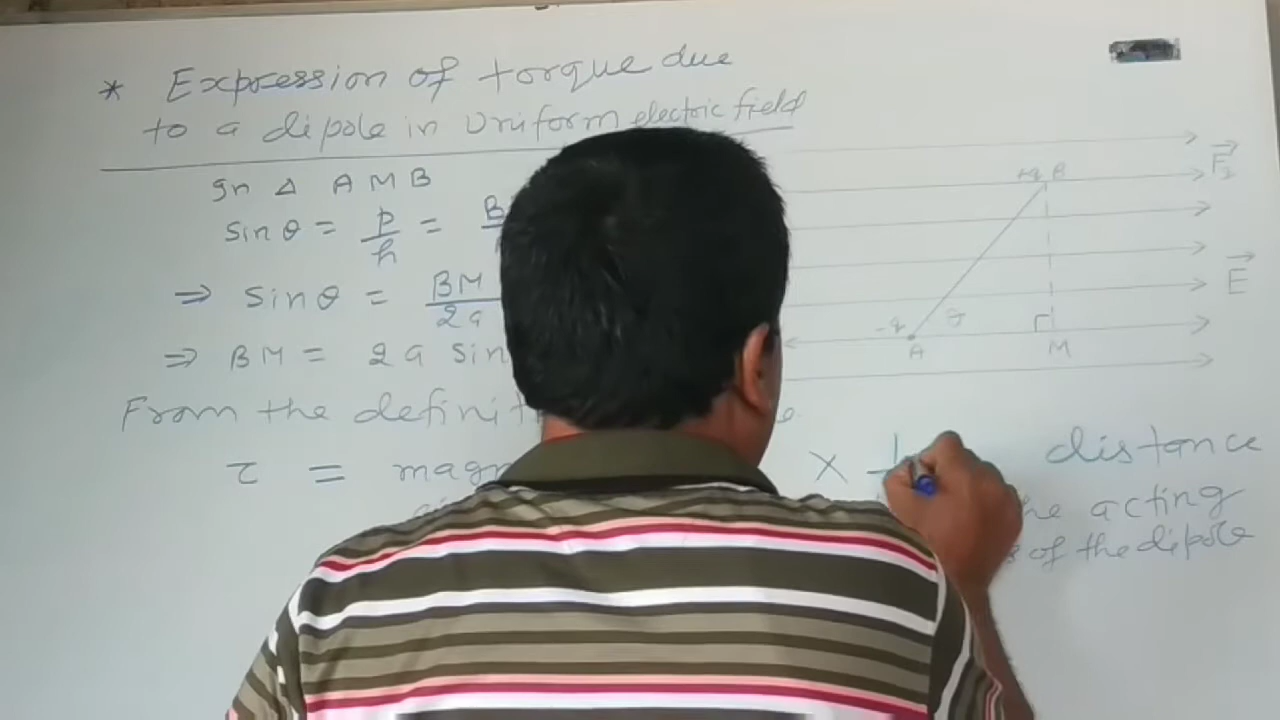 * Expression of torque due
to a dipole in Uniform electric field
In Δ A M B
sin θ = p/h = B
⇒ sin θ = BM/2a
⇒ BM = 2a sin
From the definit
τ = magn × distance
the acting
of the dipole
+q B
F₂
E
-q θ
A M